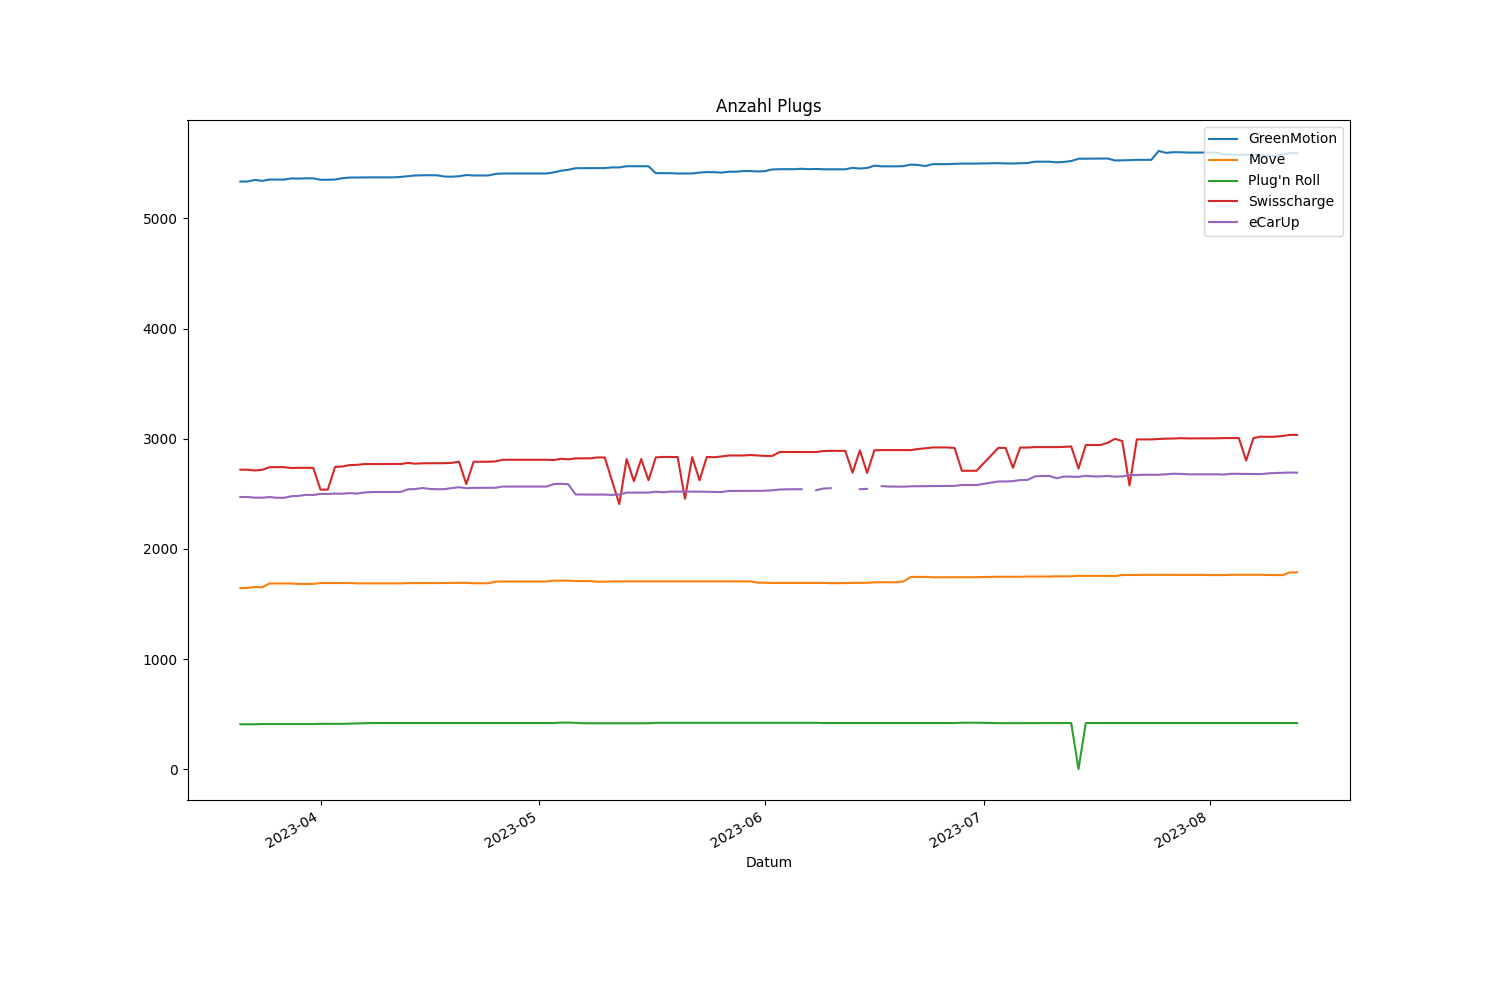 Anzahl Plugs
GreenMotion
Move
Plug'n Roll
Swisscharge
eCarUp
5000
4000
3000
2000
1000
0
2023-04
2023-05
2023-06
2023-07
2023-08
Datum